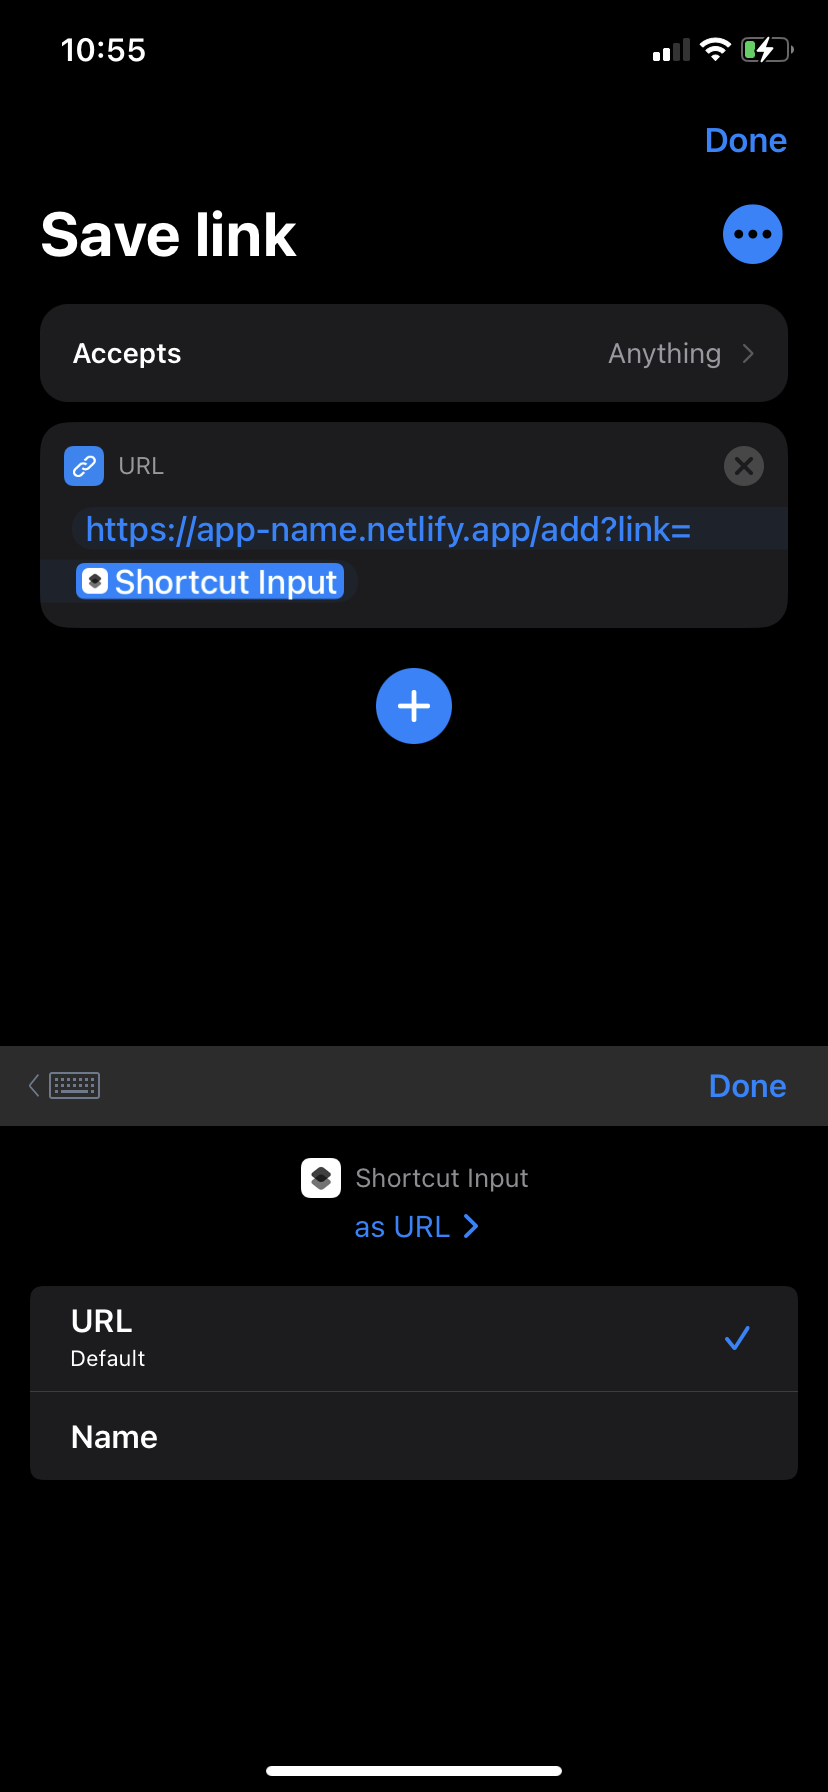 10:55
Done
Save link
Accepts
Anything
URL
https://app-name.netlify.app/add?link=
Shortcut Input
Done
Shortcut Input
as URL
URL
Default
Name